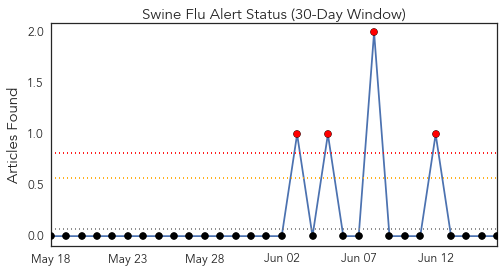 Swine Flu Alert Status (30-Day Window)
Articles Found
2.0
1.5
1.0
0.5
0.0
May 18
May 23
May 28
Jun 02
Jun 07
Jun 12